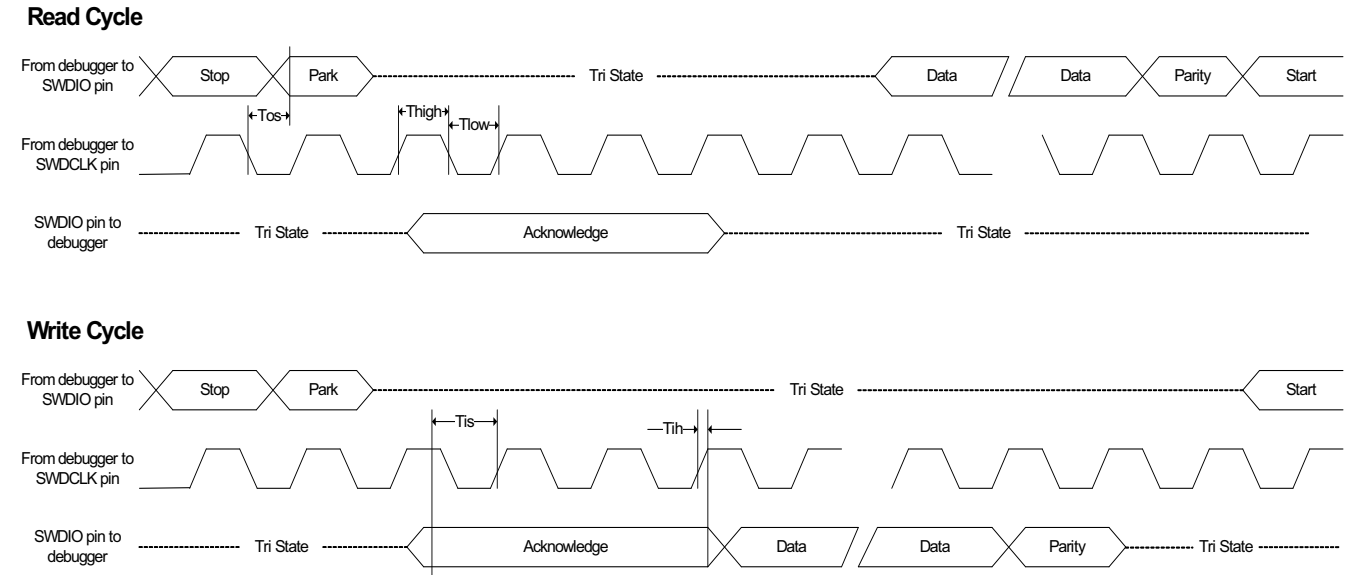 Read Cycle
From debugger to
SWDIO pin
Stop
Park
Tri State
Data
Data
Parity
Start
Tos
Thigh
Tlow
From debugger to
SWDCLK pin
SWDIO pin to
debugger
Tri State
Acknowledge
Tri State
Write Cycle
From debugger to
SWDIO pin
Stop
Park
Tri State
Start
Tis
Tih
From debugger to
SWDCLK pin
SWDIO pin to
debugger
Tri State
Acknowledge
Data
Data
Parity
Tri State